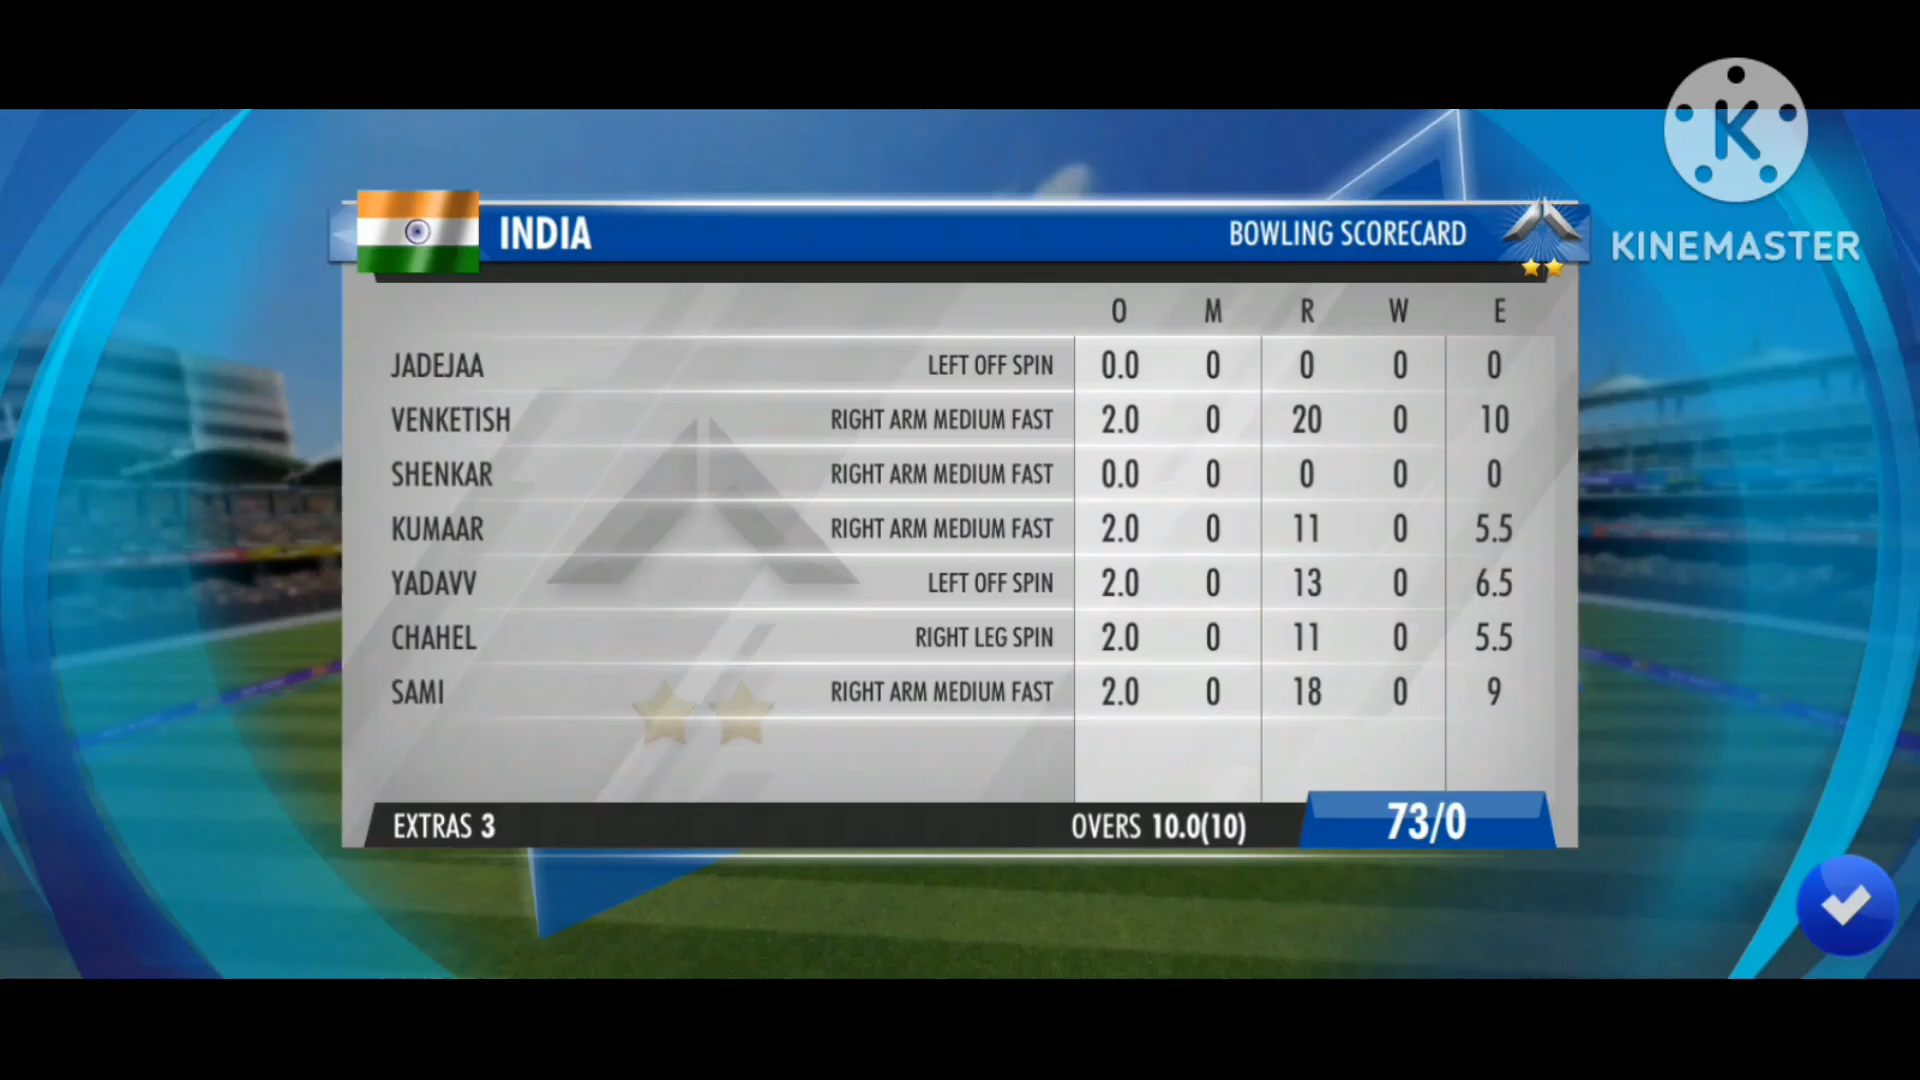 K
KINEMASTER
INDIA BOWLING SCORECARD
O M R W E
JADEJAA LEFT OFF SPIN 0.0 0 0 0 0
VENKETISH RIGHT ARM MEDIUM FAST 2.0 0 20 0 10
SHENKAR RIGHT ARM MEDIUM FAST 0.0 0 0 0 0
KUMAAR RIGHT ARM MEDIUM FAST 2.0 0 11 0 5.5
YADAVV LEFT OFF SPIN 2.0 0 13 0 6.5
CHAHEL RIGHT LEG SPIN 2.0 0 11 0 5.5
SAMI RIGHT ARM MEDIUM FAST 2.0 0 18 0 9
EXTRAS 3 OVERS 10.0(10) 73/0